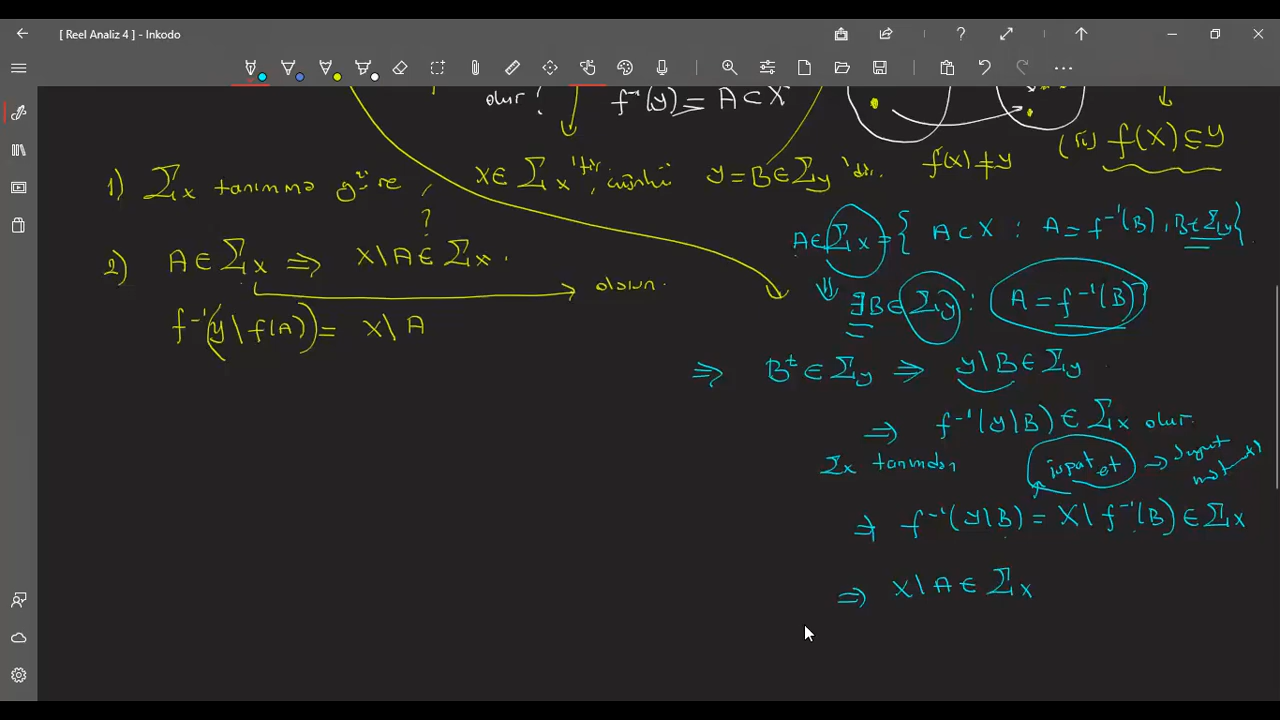 [ Reel Analiz 4 ] - Inkodo
olur ? f⁻¹(y) = A ⊂ X
f(X) ≠ y
(iv) f(X) ⊆ y
1) Σx tanımına göre, X ∈ Σx 'tir, çünkü y = B ∈ Σy 'dir.
2) A ∈ Σx ⇒ X \ A ∈ Σx .
?
olsun.
f⁻¹(y \ f(A)) = X \ A
A ∈ Σx = { A ⊂ X : A = f⁻¹(B), B ∈ Σy }
⇓ ∃B ∈ Σy : A = f⁻¹(B)
⇒ Bᵗ ∈ Σy ⇒ y \ B ∈ Σy
⇒ f⁻¹(y \ B) ∈ Σx olur.
Σx tanımdan
ispat et →
⇒ f⁻¹(y \ B) = X \ f⁻¹(B) ∈ Σx
⇒ X \ A ∈ Σx